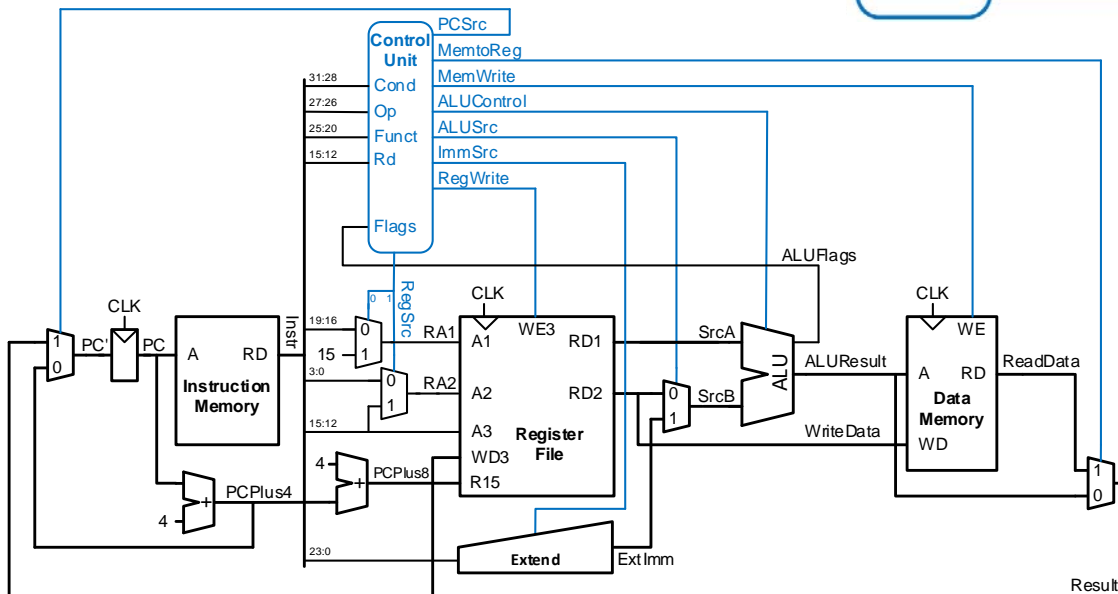 PCSrc
Control
Unit
MemtoReg
MemWrite
ALUControl
ALUSrc
ImmSrc
RegWrite
31:28
Cond
27:26
Op
25:20
Funct
15:12
Rd
Flags
ALUFlags
0 1
RegSrc
CLK
CLK
CLK
Instr
19:16
0
15
1
RA1
A1
WE3
RD1
SrcA
WE
1
0
PC'
PC
A
RD
Instruction
Memory
3:0
0
1
RA2
A2
RD2
0
1
SrcB
ALU
ALUResult
A
RD
ReadData
Data
Memory
15:12
A3
Register
File
WriteData
WD
WD3
4
+
PCPlus8
R15
1
0
PCPlus4
+
4
23:0
Extend
ExtImm
Result